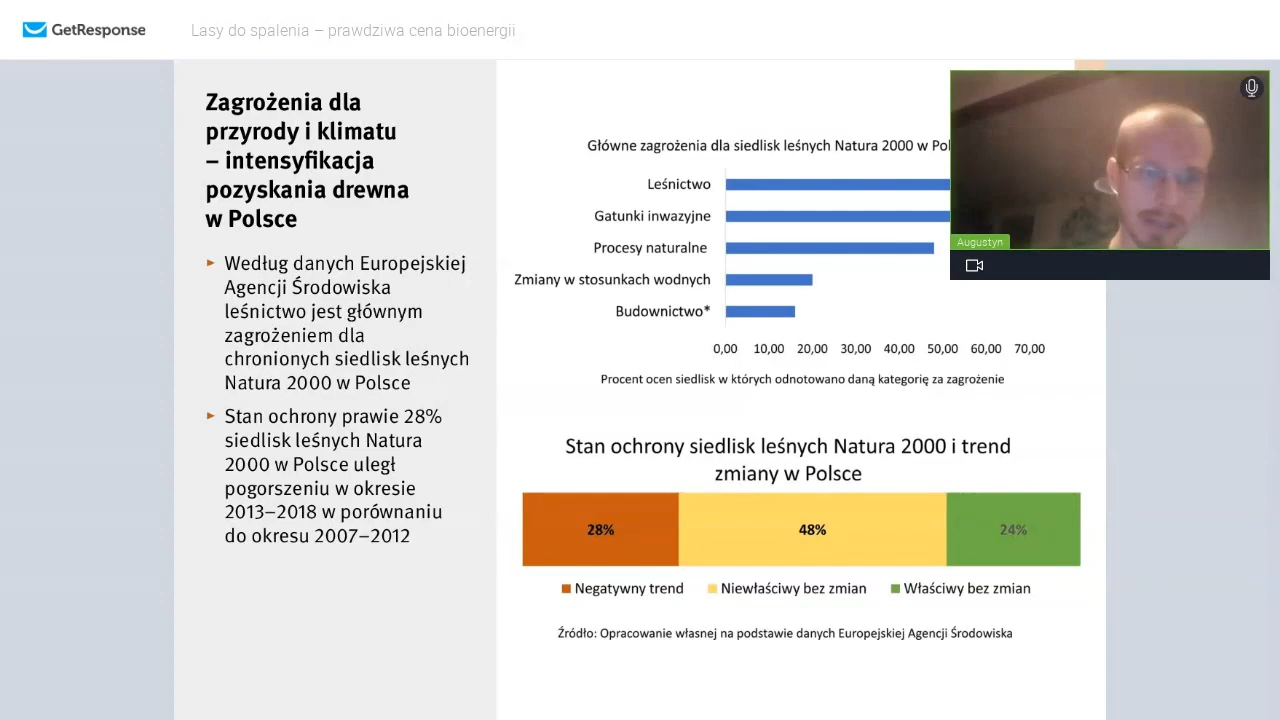 GetResponse
Lasy do spalenia – prawdziwa cena bioenergii
Zagrożenia dla
przyrody i klimatu
– intensyfikacja
pozyskania drewna
w Polsce
► Według danych Europejskiej
Agencji Środowiska
leśnictwo jest głównym
zagrożeniem dla
chronionych siedlisk leśnych
Natura 2000 w Polsce
► Stan ochrony prawie 28%
siedlisk leśnych Natura
2000 w Polsce uległ
pogorszeniu w okresie
2013–2018 w porównaniu
do okresu 2007–2012
Główne zagrożenia dla siedlisk leśnych Natura 2000 w Pol
Leśnictwo
Gatunki inwazyjne
Procesy naturalne
Zmiany w stosunkach wodnych
Budownictwo*
0,00 10,00 20,00 30,00 40,00 50,00 60,00 70,00
Procent ocen siedlisk w których odnotowano daną kategorię za zagrożenie
Augustyn
Stan ochrony siedlisk leśnych Natura 2000 i trend
zmiany w Polsce
28% 48% 24%
Negatywny trend Niewłaściwy bez zmian Właściwy bez zmian
Źródło: Opracowanie własnej na podstawie danych Europejskiej Agencji Środowiska